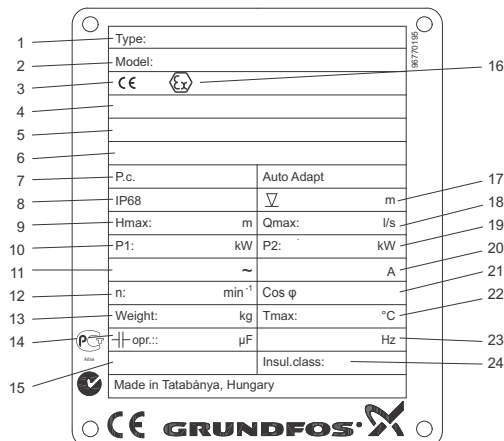 1 Type:
2 Model: 96770195
3 CE Ex 16
4
5
6
7 P.c. Auto Adapt
8 IP68 m 17
9 Hmax: m Qmax: l/s 18
10 P1: kW P2: kW 19
11 ~ A 20
12 n: min⁻¹ Cos φ 21
13 Weight: kg Tmax: °C 22
14 opr.:: µF Hz 23
15 Insul.class: 24
Made in Tatabánya, Hungary
CE GRUNDFOS